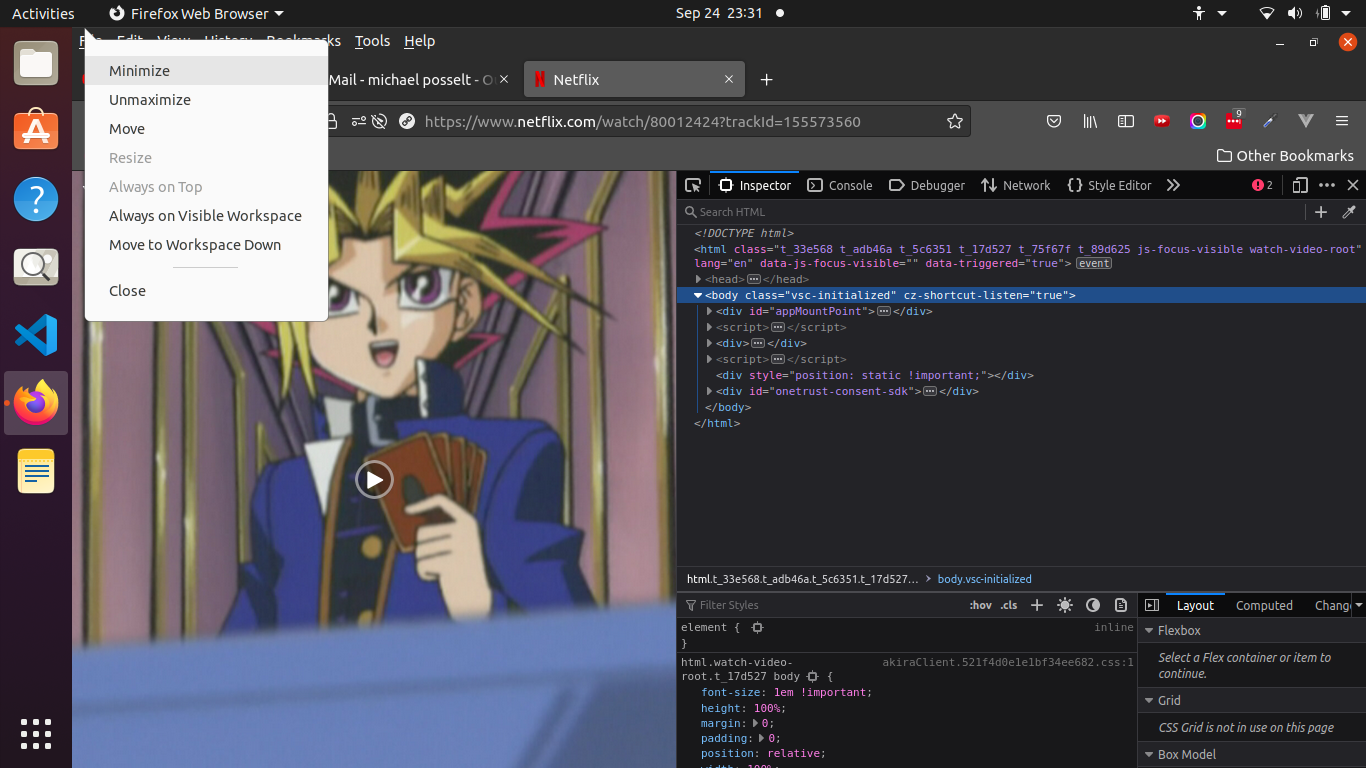 Activities
Firefox Web Browser
Sep 24 23:31
File Edit View History Bookmarks Tools Help
Mail - michael posselt - O
Netflix
https://www.netflix.com/watch/80012424?trackId=155573560
9
Other Bookmarks
Minimize
Unmaximize
Move
Resize
Always on Top
Always on Visible Workspace
Move to Workspace Down
Close
Inspector
Console
Debugger
Network
Style Editor
2
Search HTML
<!DOCTYPE html>
<html class="t_33e568 t_adb46a t_5c6351 t_17d527 t_75f67f t_89d625 js-focus-visible watch-video-root"
lang="en" data-js-focus-visible="" data-triggered="true"> event
<head>…</head>
<body class="vsc-initialized" cz-shortcut-listen="true">
<div id="appMountPoint">…</div>
<script>…</script>
<div>…</div>
<script>…</script>
<div style="position: static !important;"></div>
<div id="onetrust-consent-sdk">…</div>
</body>
</html>
html.t_33e568.t_adb46a.t_5c6351.t_17d527… > body.vsc-initialized
Filter Styles
:hov .cls
Layout
Computed
Chang
element {
inline
}
html.watch-video-
root.t_17d527 body {
akiraClient.521f4d0e1e1bf34ee682.css:1
font-size: 1em !important;
height: 100%;
margin: 0;
padding: 0;
position: relative;
width: 100%;
Flexbox
Select a Flex container or item to
continue.
Grid
CSS Grid is not in use on this page
Box Model